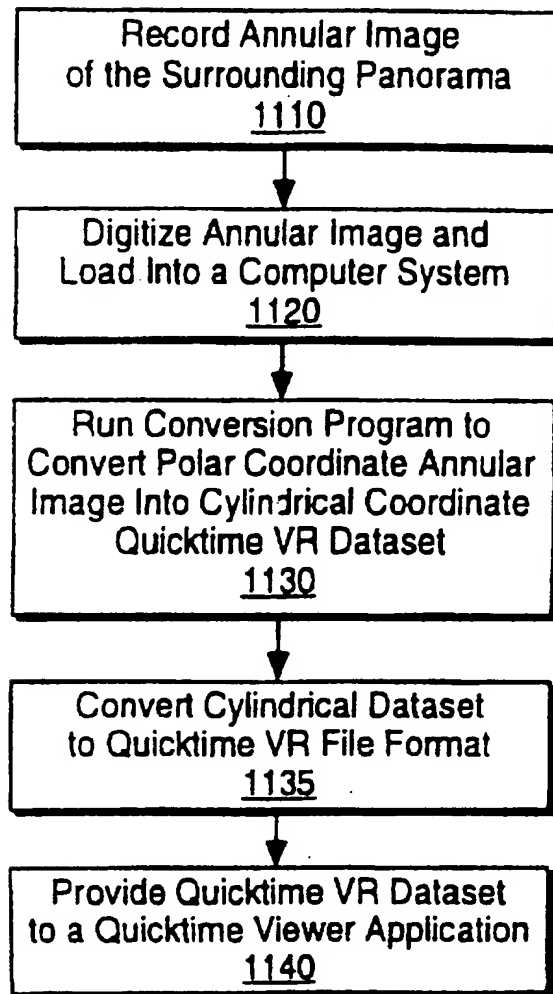 Record Annular Image
of the Surrounding Panorama
1110
Digitize Annular Image and
Load Into a Computer System
1120
Run Conversion Program to
Convert Polar Coordinate Annular
Image Into Cylindrical Coordinate
Quicktime VR Dataset
1130
Convert Cylindrical Dataset
to Quicktime VR File Format
1135
Provide Quicktime VR Dataset
to a Quicktime Viewer Application
1140